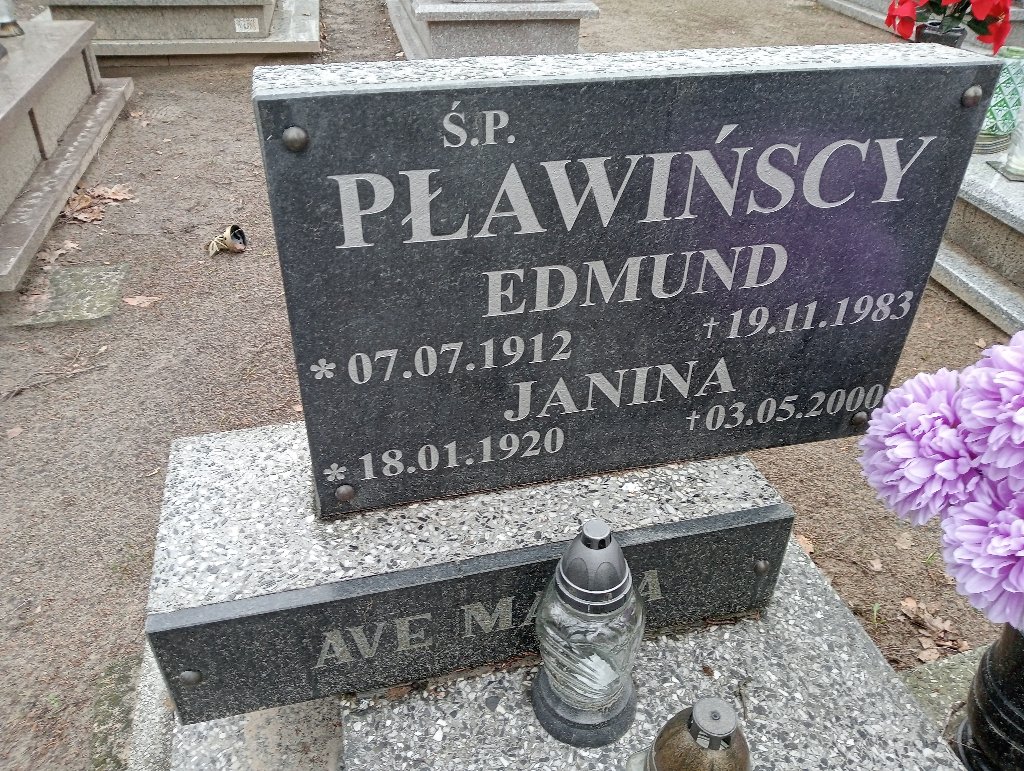 Ś.P.
PŁAWIŃSCY
EDMUND
* 07.07.1912 †19.11.1983
JANINA
* 18.01.1920 †03.05.2000
AVE